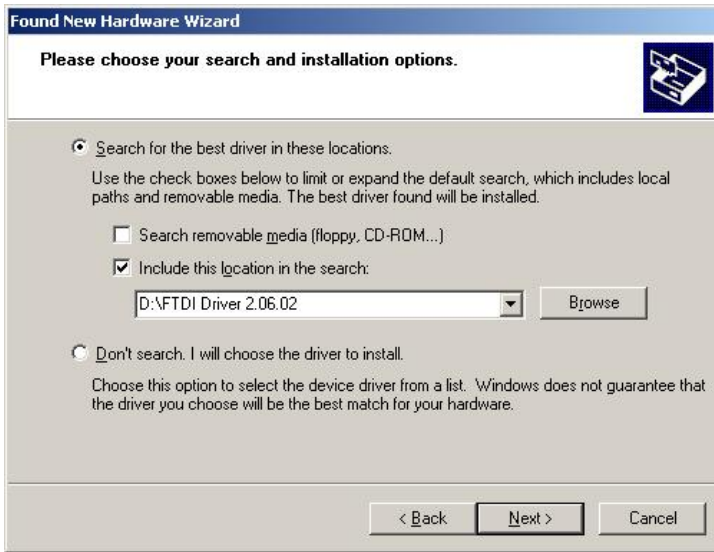 Found New Hardware Wizard
Please choose your search and installation options.
Search for the best driver in these locations.
Use the check boxes below to limit or expand the default search, which includes local
paths and removable media. The best driver found will be installed.
Search removable media (floppy, CD-ROM...)
Include this location in the search:
D:\FTDI Driver 2.06.02
Browse
Don't search. I will choose the driver to install.
Choose this option to select the device driver from a list. Windows does not guarantee that
the driver you choose will be the best match for your hardware.
< Back
Next >
Cancel